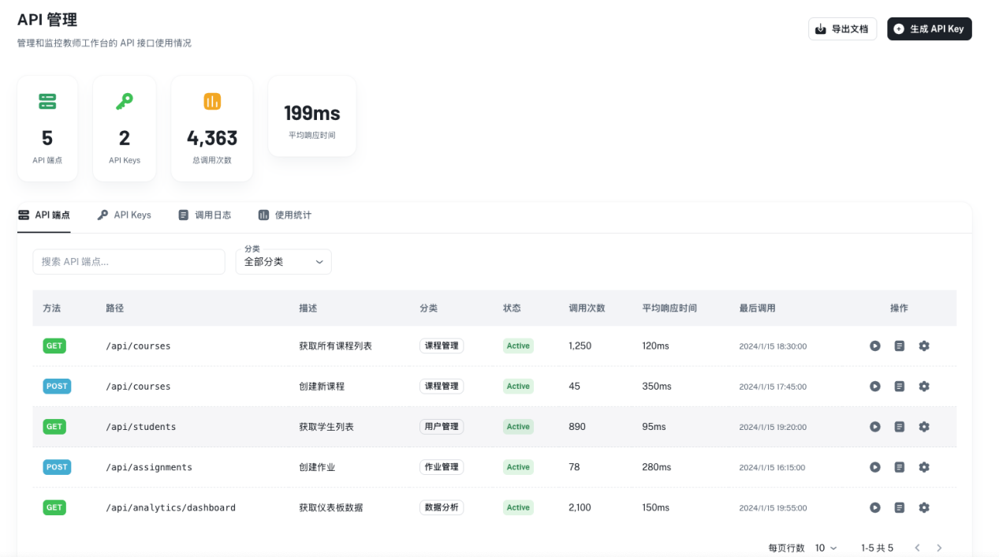 API 管理
管理和监控教师工作台的 API 接口使用情况
导出文档
生成 API Key
5
API 端点
2
API Keys
4,363
总调用次数
199ms
平均响应时间
API 端点 API Keys 调用日志 使用统计
搜索 API 端点...
分类
全部分类
方法 路径 描述 分类 状态 调用次数 平均响应时间 最后调用 操作
GET /api/courses 获取所有课程列表 课程管理 Active 1,250 120ms 2024/1/15 18:30:00
POST /api/courses 创建新课程 课程管理 Active 45 350ms 2024/1/15 17:45:00
GET /api/students 获取学生列表 用户管理 Active 890 95ms 2024/1/15 19:20:00
POST /api/assignments 创建作业 作业管理 Active 78 280ms 2024/1/15 16:15:00
GET /api/analytics/dashboard 获取仪表板数据 数据分析 Active 2,100 150ms 2024/1/15 19:55:00
每页行数 10 1-5 共 5